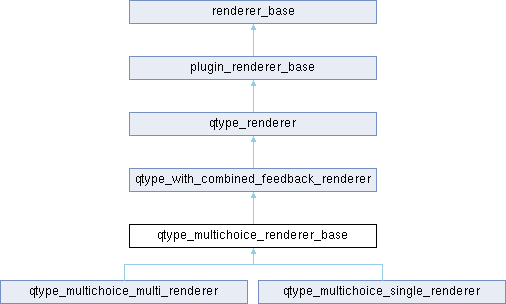 renderer_base
plugin_renderer_base
qtype_renderer
qtype_with_combined_feedback_renderer
qtype_multichoice_renderer_base
qtype_multichoice_multi_renderer
qtype_multichoice_single_renderer